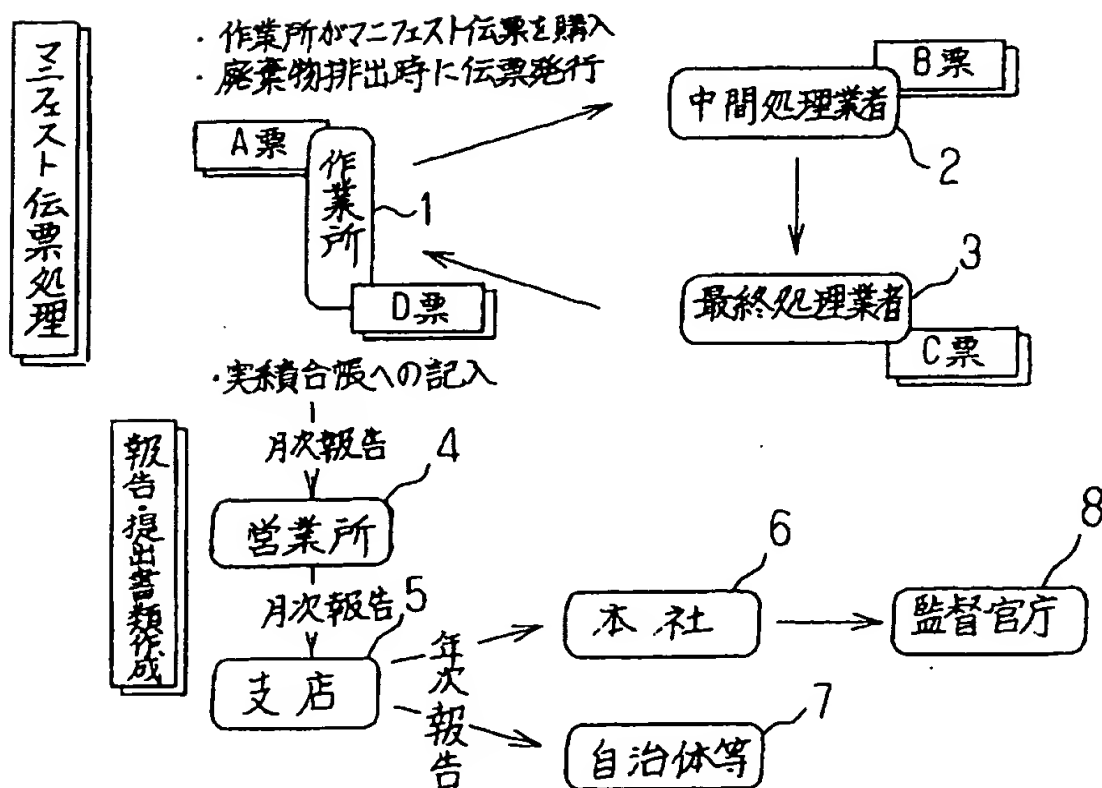 マニフェスト伝票処理
・作業所がマニフェスト伝票を購入
・廃棄物排出時に伝票発行
A票
作業所
1
D票
B票
中間処理業者
2
3
最終処理業者
C票
・実績台帳への記入
月次報告
4
営業所
月次報告
5
支店
年次報告
6
本社
8
監督官庁
7
自治体等
報告・提出書類作成